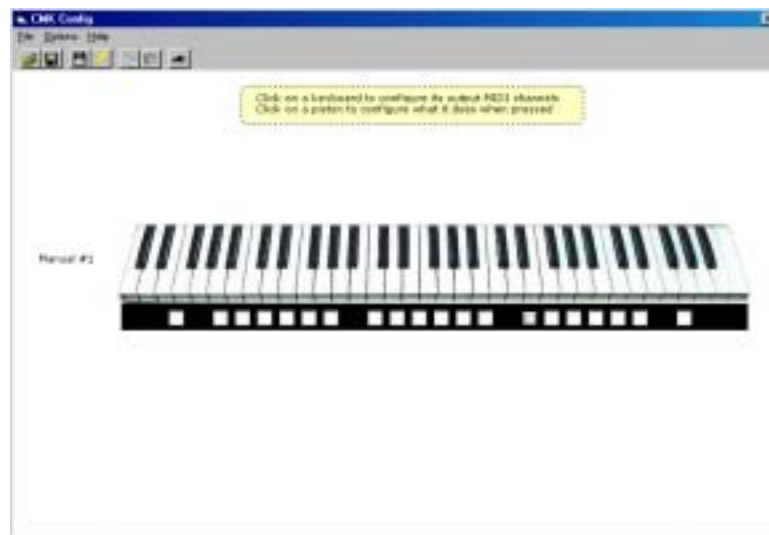 CMK Config
File Options Help
Click on a keyboard to configure its output MIDI channels
Click on a piston to configure what it does when pressed
Manual #1